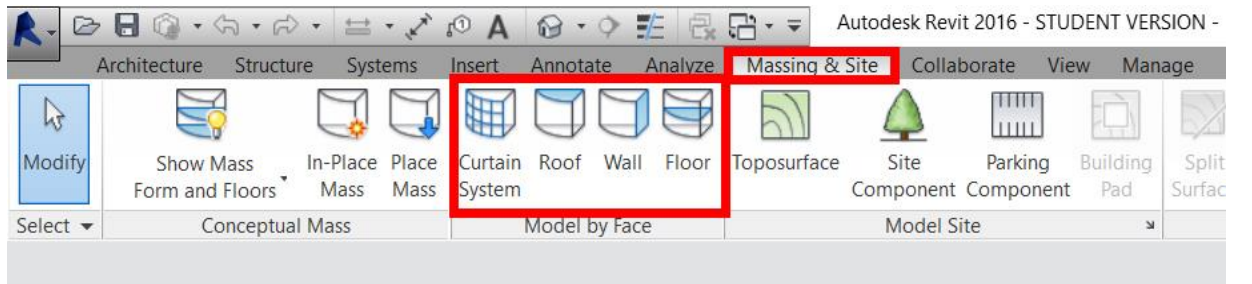 Autodesk Revit 2016 - STUDENT VERSION -
Architecture Structure Systems Insert Annotate Analyze Massing & Site Collaborate View Manage
Modify Show Mass In-Place Place Curtain Roof Wall Floor Toposurface Site Parking Building Split
Form and Floors Mass Mass System Component Component Pad
Select Conceptual Mass Model by Face Model Site